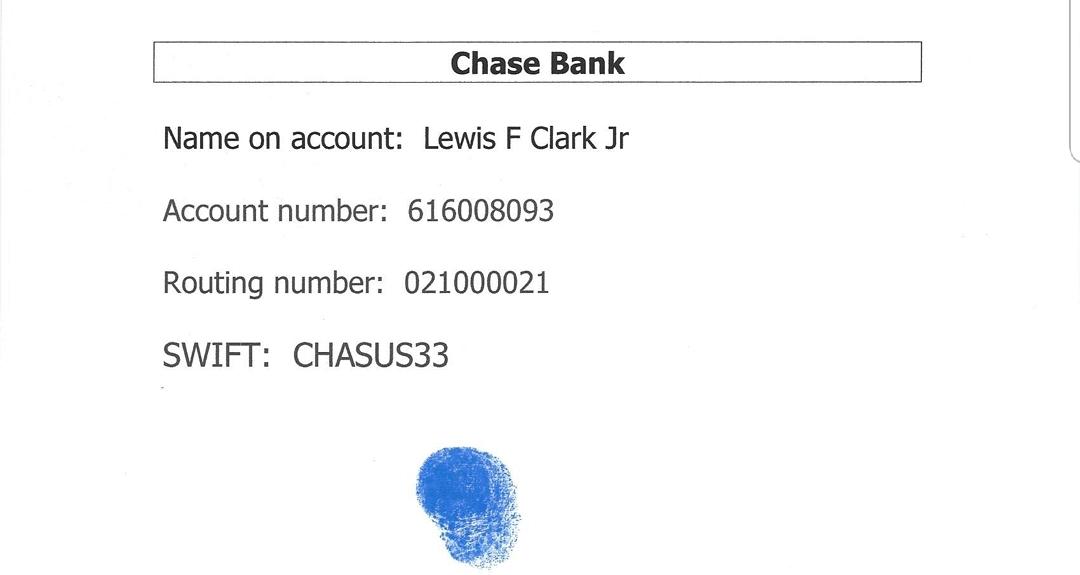 Chase Bank
Name on account: Lewis F Clark Jr
Account number: 616008093
Routing number: 021000021
SWIFT: CHASUS33